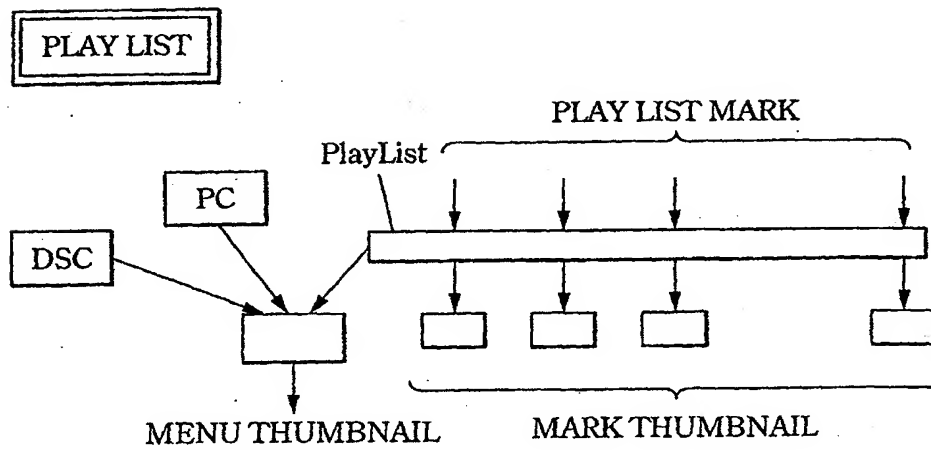 PLAY LIST
PLAY LIST MARK
PlayList
PC
DSC
MENU THUMBNAIL
MARK THUMBNAIL